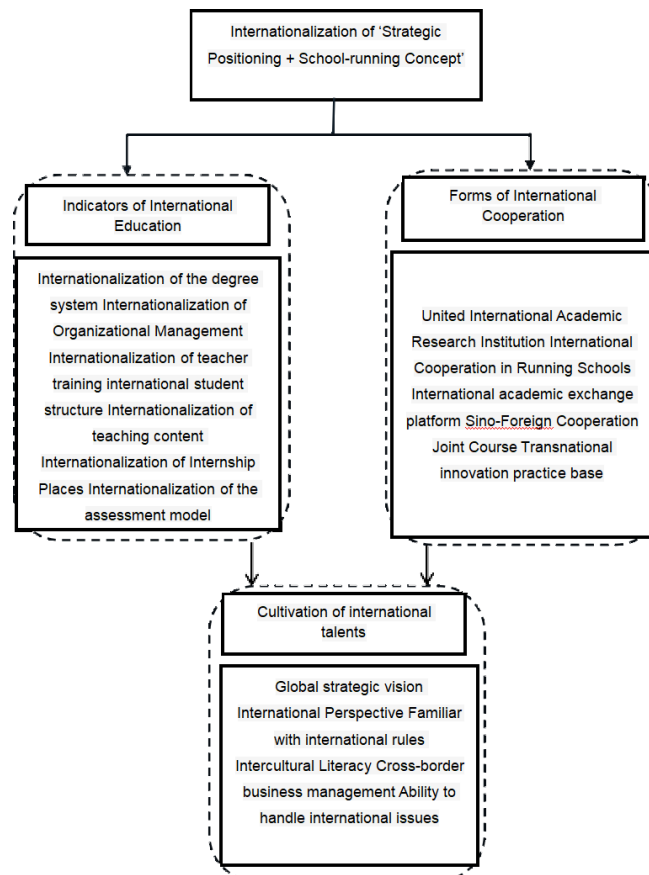 Internationalization of ‘Strategic
Positioning + School-running Concept’
Indicators of International
Education
Internationalization of the degree
system Internationalization of
Organizational Management
Internationalization of teacher
training international student
structure Internationalization of
teaching content
Internationalization of Internship
Places Internationalization of the
assessment model
Forms of International
Cooperation
United International Academic
Research Institution International
Cooperation in Running Schools
International academic exchange
platform Sino-Foreign Cooperation
Joint Course Transnational
innovation practice base
Cultivation of international
talents
Global strategic vision
International Perspective Familiar
with international rules
Intercultural Literacy Cross-border
business management Ability to
handle international issues